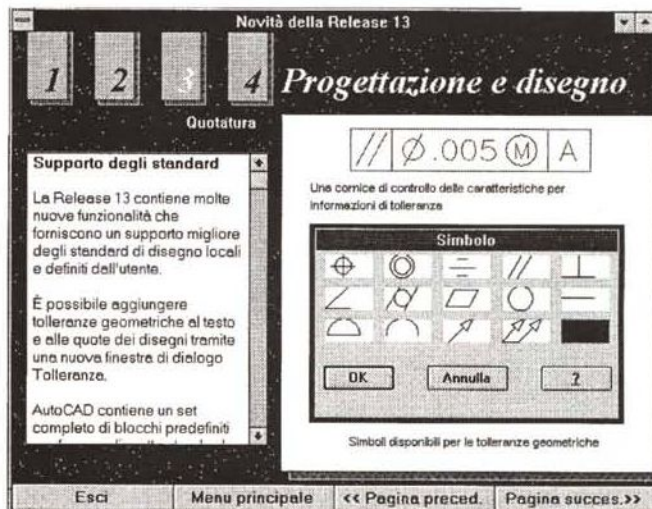 Novità della Release 13
1 2 3 4 Progettazione e disegno
Quotatura
Supporto degli standard
La Release 13 contiene molte
nuove funzionalità che
forniscono un supporto migliore
degli standard di disegno locali
e definiti dall'utente.
È possibile aggiungere
tolleranze geometriche al testo
e alle quote dei disegni tramite
una nuova finestra di dialogo
Tolleranza.
AutoCAD contiene un set
completo di blocchi predefiniti
// Ø.005 Ⓜ A
Una cornice di controllo delle caratteristiche per
informazioni di tolleranza
Simbolo
OK Annulla ?
Simboli disponibili per le tolleranze geometriche
Esci Menu principale << Pagina preced. Pagina succes.>>